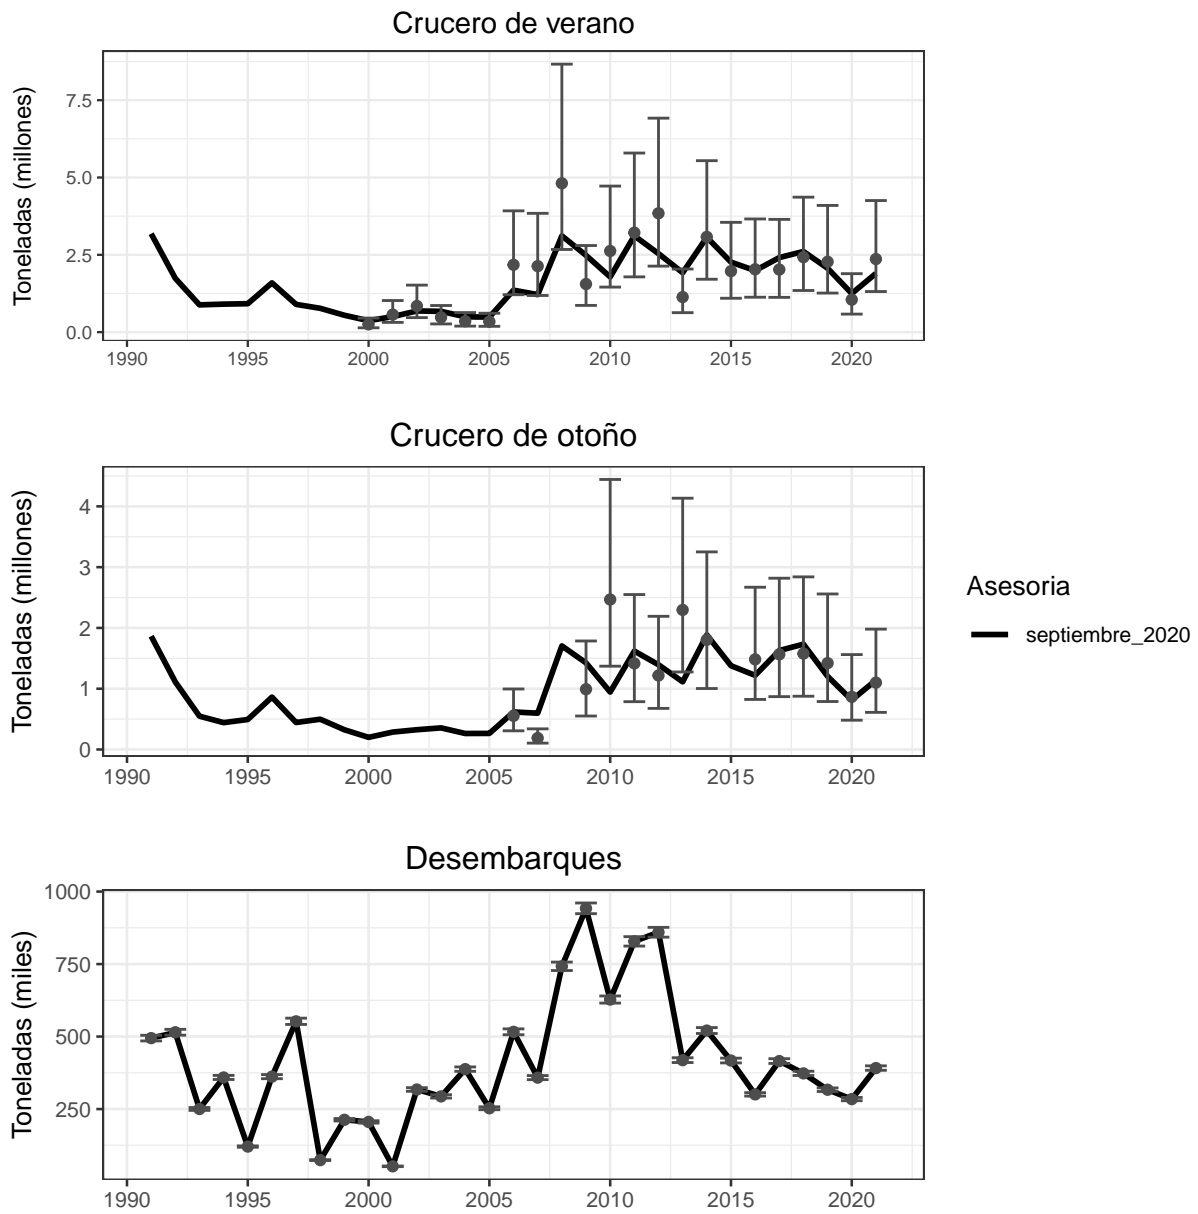 Crucero de verano
Toneladas (millones)
7.5
5.0
2.5
0.0
1990 1995 2000 2005 2010 2015 2020
Crucero de otoño
Toneladas (millones)
4
3
2
1
0
1990 1995 2000 2005 2010 2015 2020
Asesoria
septiembre_2020
Desembarques
Toneladas (miles)
1000
750
500
250
1990 1995 2000 2005 2010 2015 2020